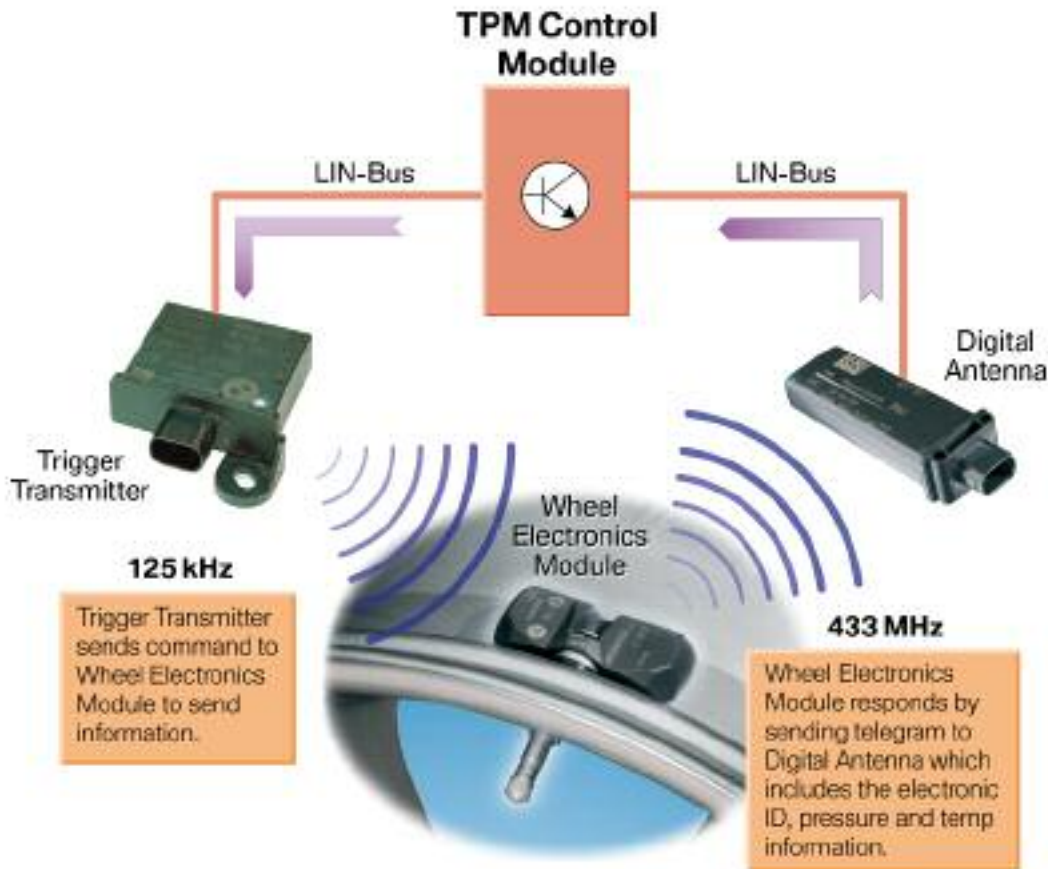 TPM Control
Module
LIN-Bus
LIN-Bus
Digital
Antenna
Trigger
Transmitter
Wheel
Electronics
Module
125 kHz
Trigger Transmitter
sends command to
Wheel Electronics
Module to send
information.
433 MHz
Wheel Electronics
Module responds by
sending telegram to
Digital Antenna which
includes the electronic
ID, pressure and temp
information.